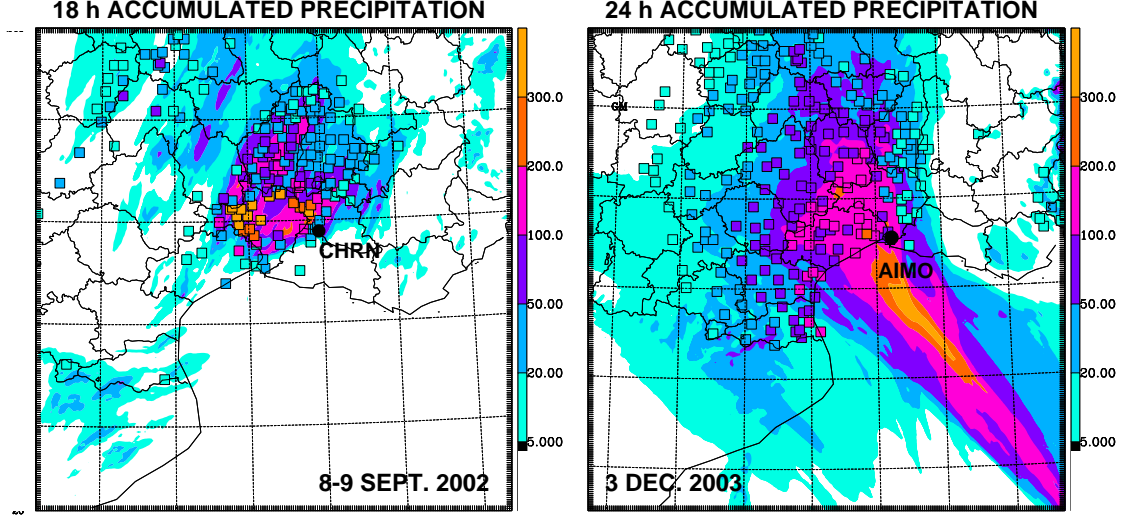 18 h ACCUMULATED PRECIPITATION
24 h ACCUMULATED PRECIPITATION
300.0
200.0
100.0
50.00
20.00
5.000
CHRN
8-9 SEPT. 2002
GM
300.0
200.0
100.0
50.00
20.00
5.000
AIMO
3 DEC. 2003